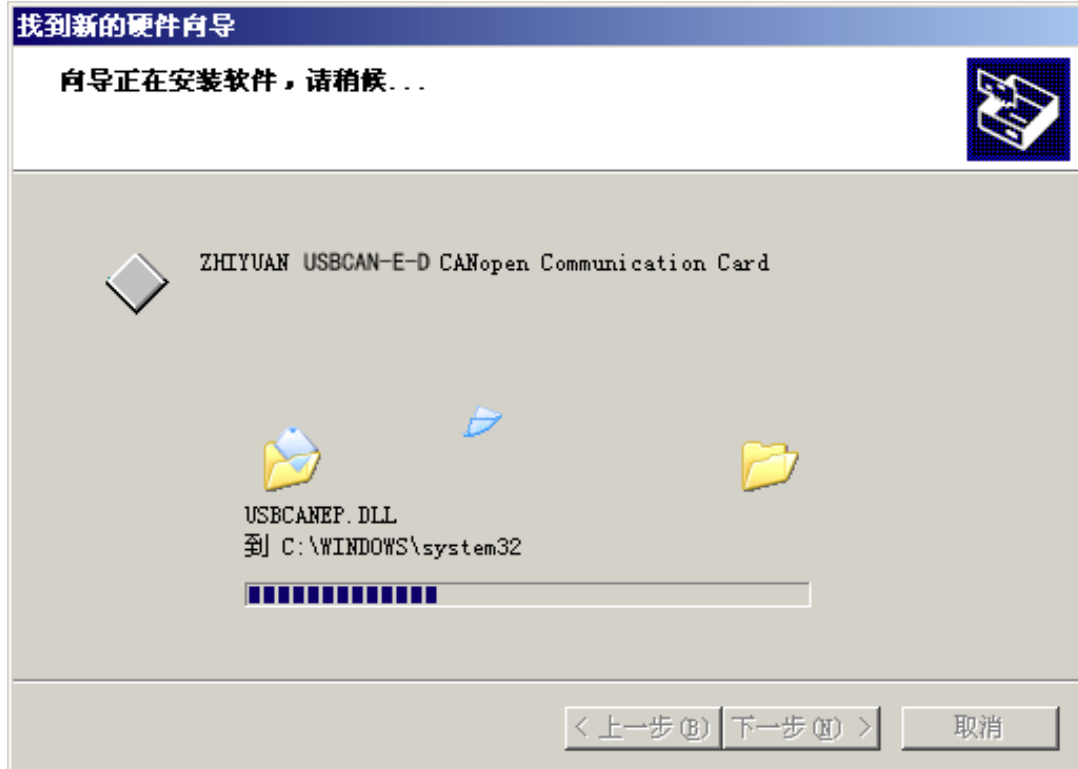 找到新的硬件向导
向导正在安装软件，请稍候...
ZHIYUAN USBCAN-E-D CANopen Communication Card
USBCANEP.DLL
到 C:\WINDOWS\system32
< 上一步(B) 下一步(N) > 取消